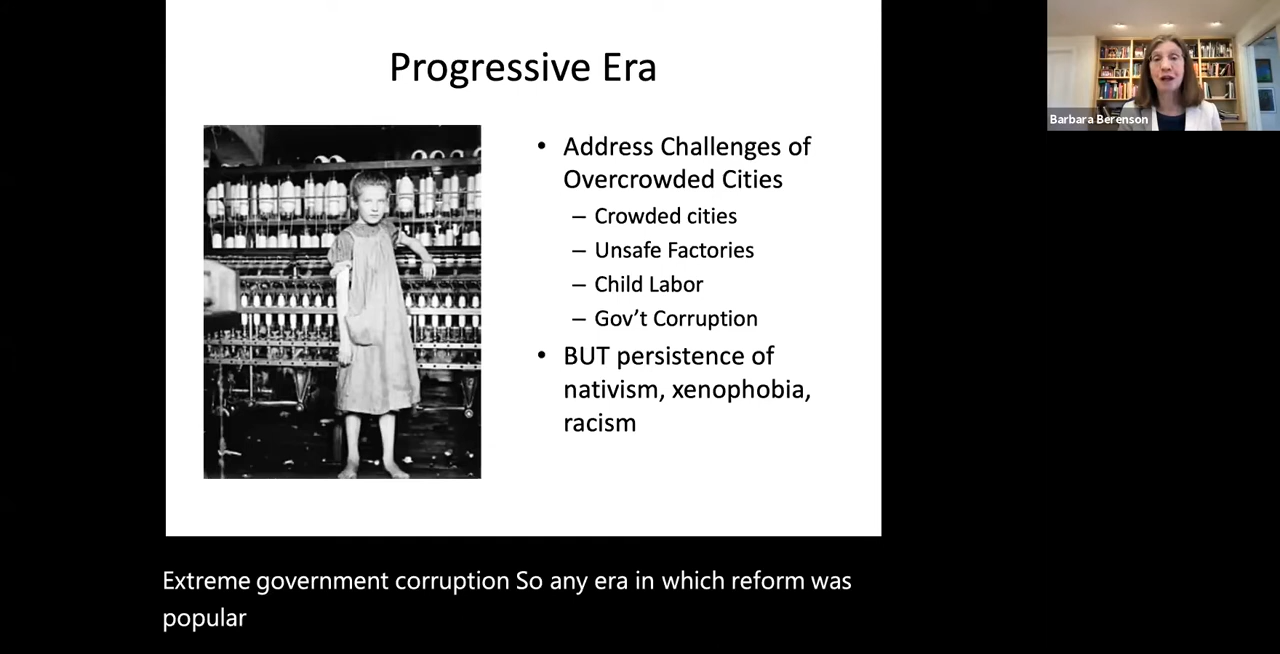 Progressive Era
• Address Challenges of
Overcrowded Cities
– Crowded cities
– Unsafe Factories
– Child Labor
– Gov’t Corruption
• BUT persistence of
nativism, xenophobia,
racism
Barbara Berenson
Extreme government corruption So any era in which reform was
popular